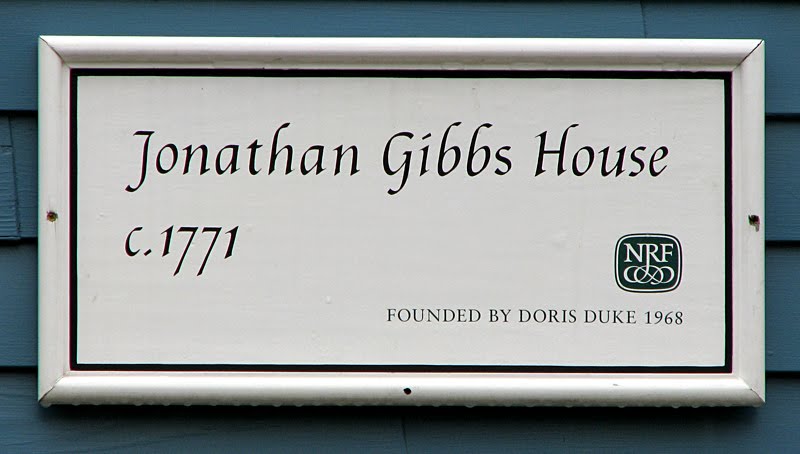 Jonathan Gibbs House
c.1771
NRF
FOUNDED BY DORIS DUKE 1968